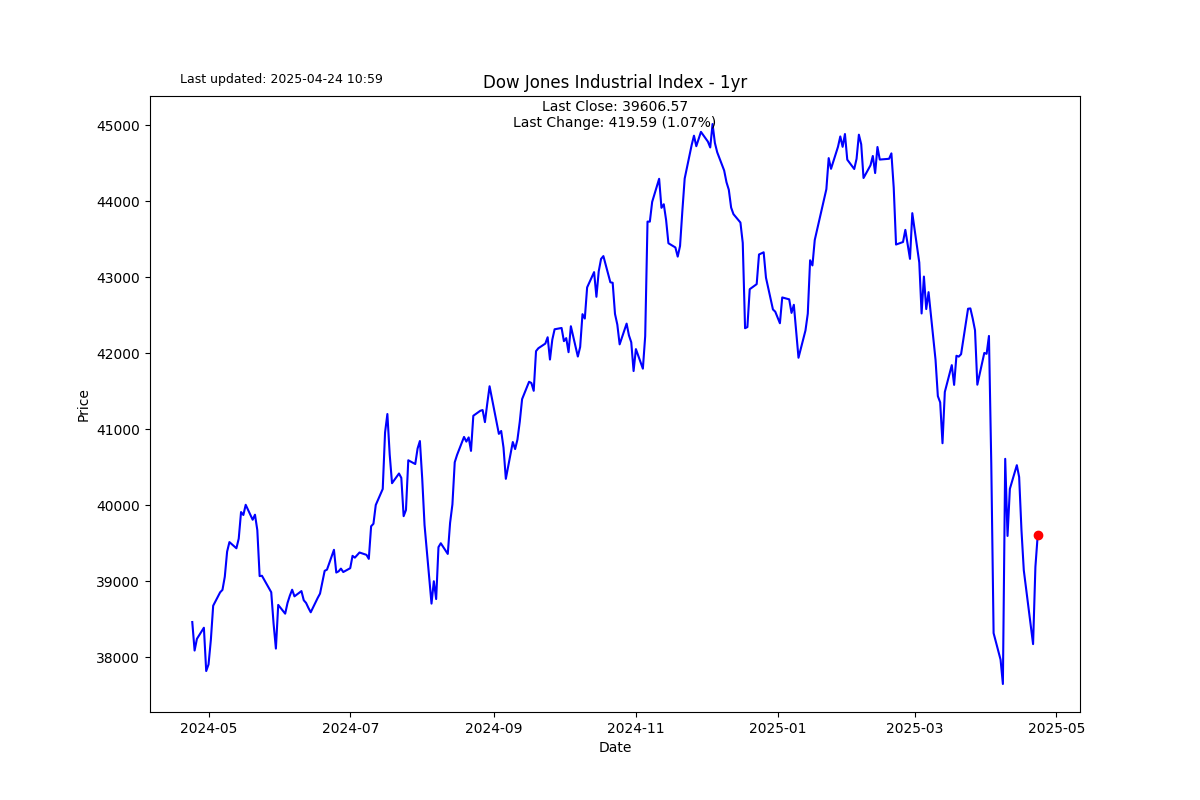 Last updated: 2025-04-24 10:59
Dow Jones Industrial Index - 1yr
Last Close: 39606.57
Last Change: 419.59 (1.07%)
45000
44000
43000
42000
41000
40000
39000
38000
Price
2024-05
2024-07
2024-09
2024-11
2025-01
2025-03
2025-05
Date